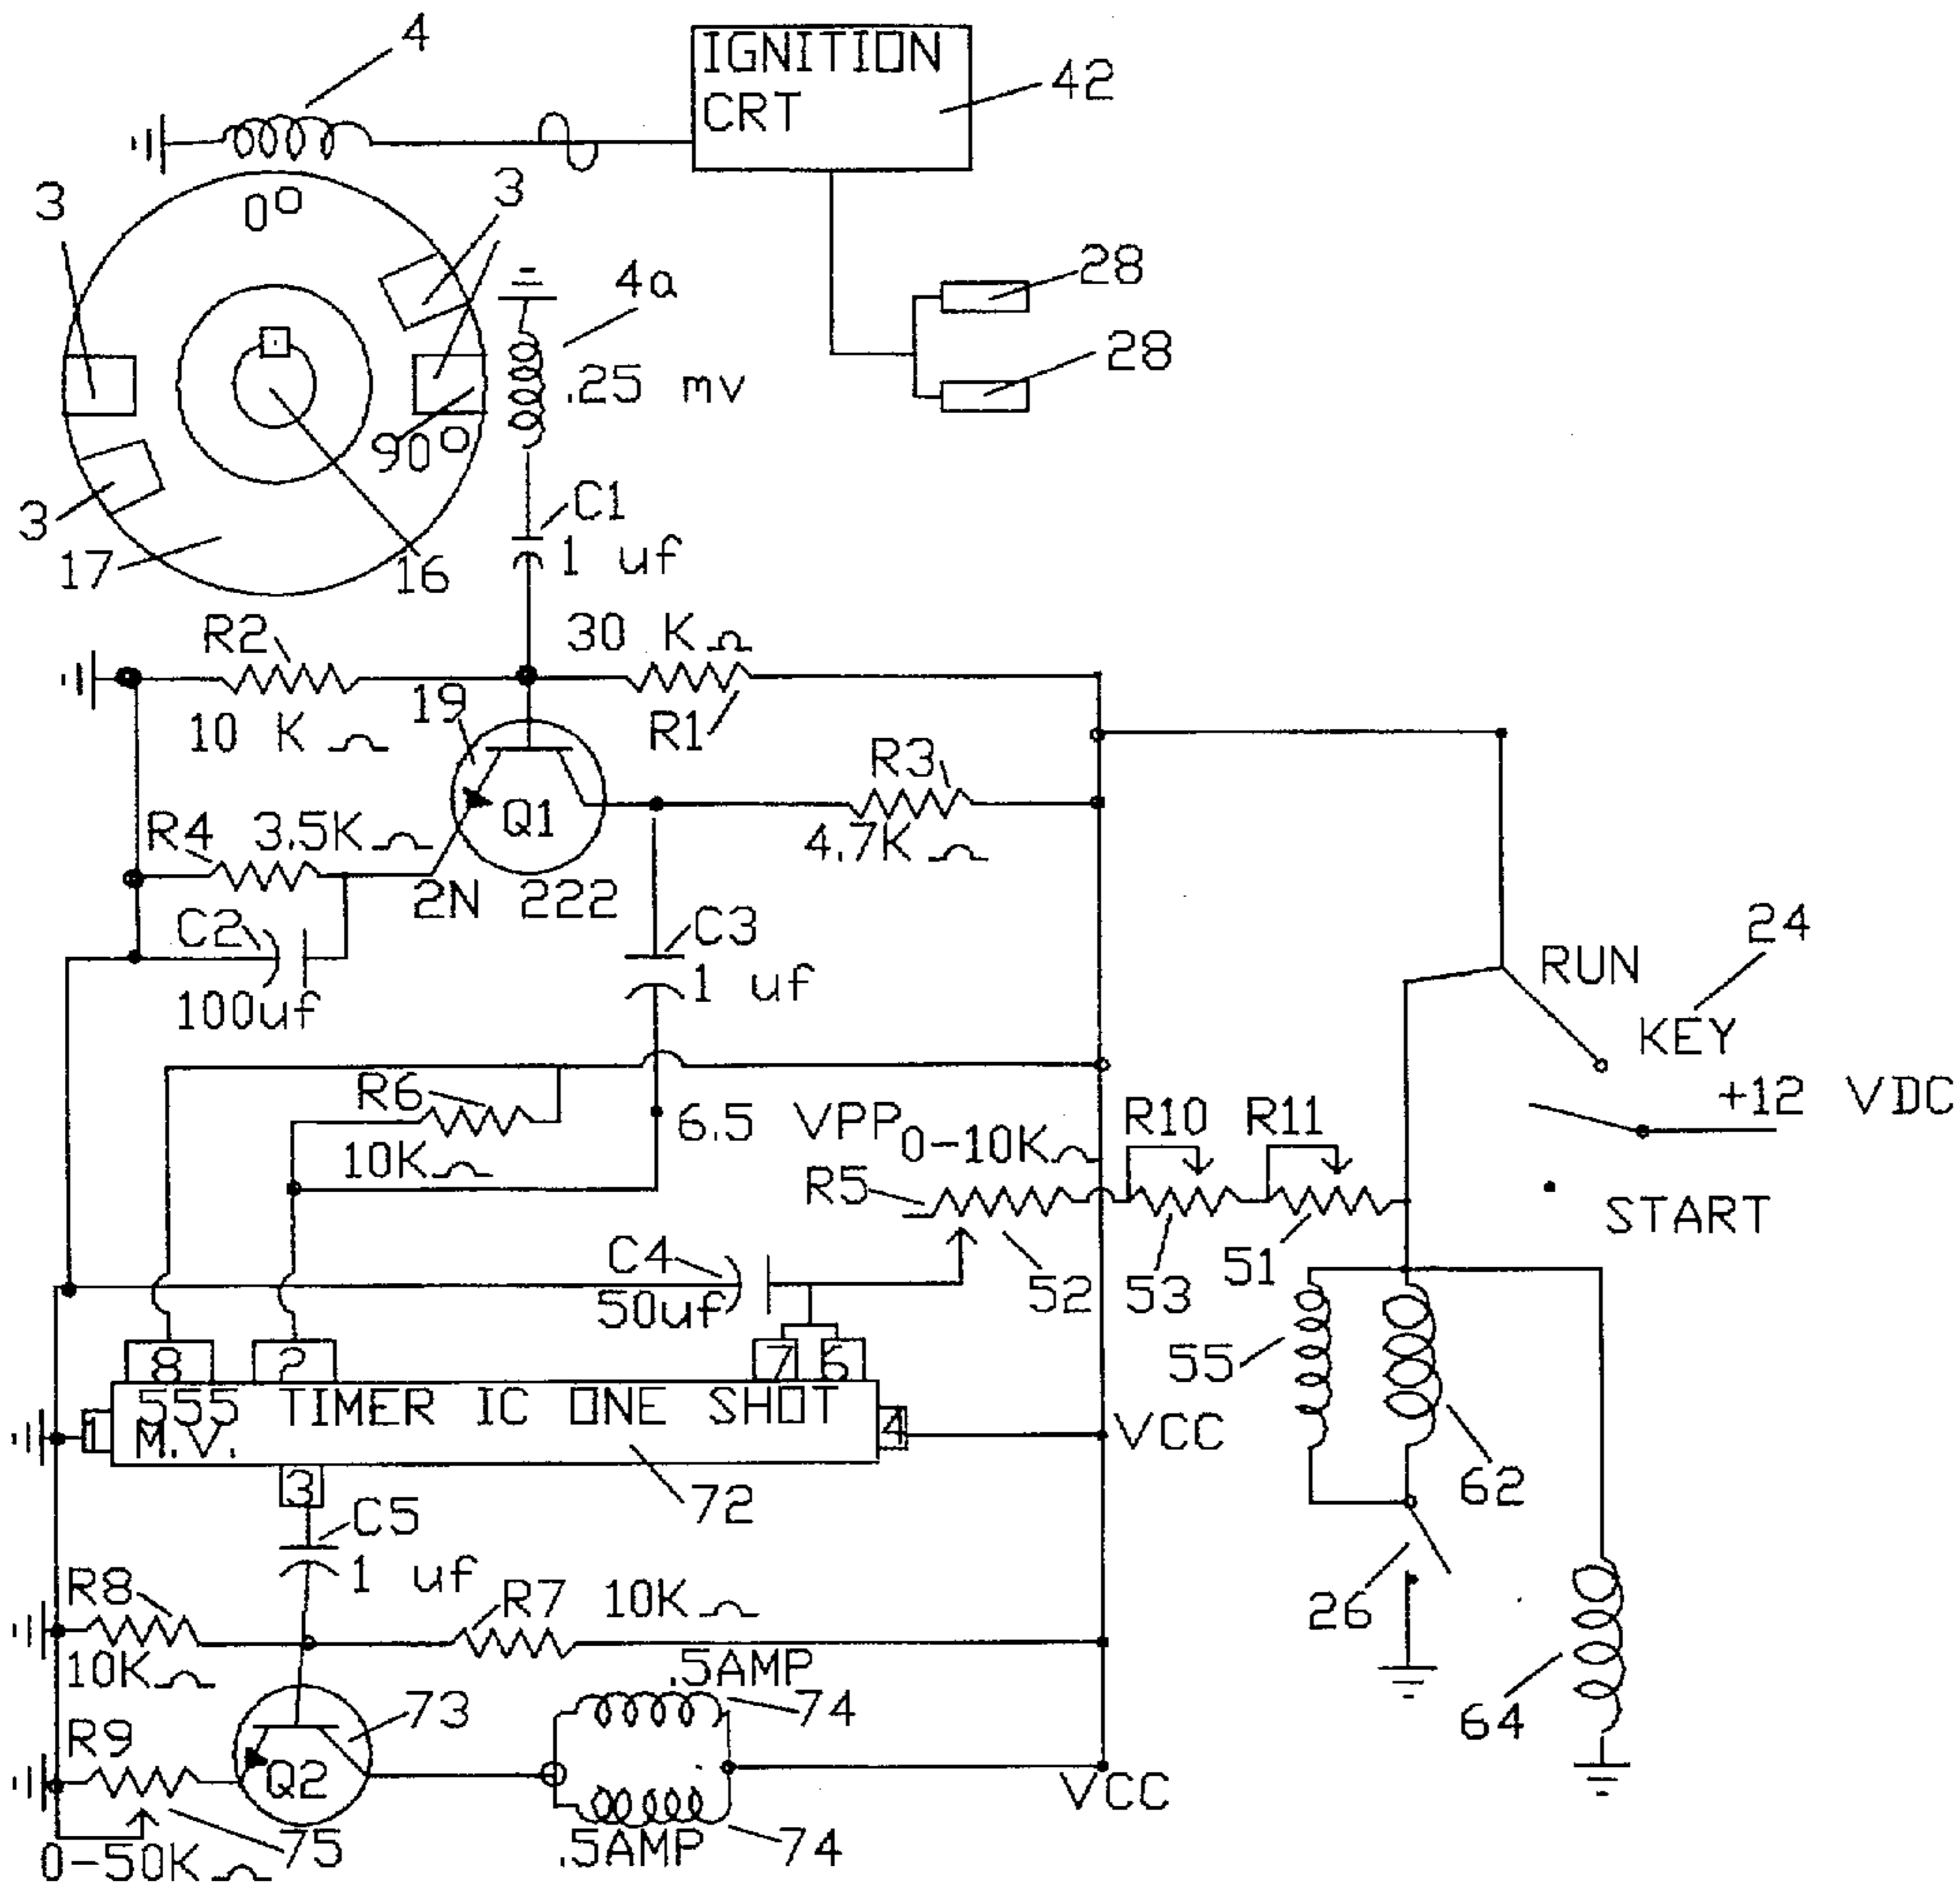 4
IGNITION
CRT
42
3
0°
3
4a
28
.25 mv
28
90°
C1
3
17
16
1 uf
R2
30 K
19
10 K
R1
R3
R4
3.5K
Q1
4.7K
2N 222
C2
C3
24
RUN
100uf
1 uf
KEY
R6
6.5 VPP
+12 VDC
0-10K
R10
R11
10K
R5
START
C4
50uf
52
53
51
55
8
2
7
6
555 TIMER IC ONE SHOT
M.V.
1
4
VCC
62
3
72
C5
1 uf
R8
R7
10K
26
10K
.5AMP
73
74
64
R9
Q2
VCC
75
.5AMP
74
0-50K